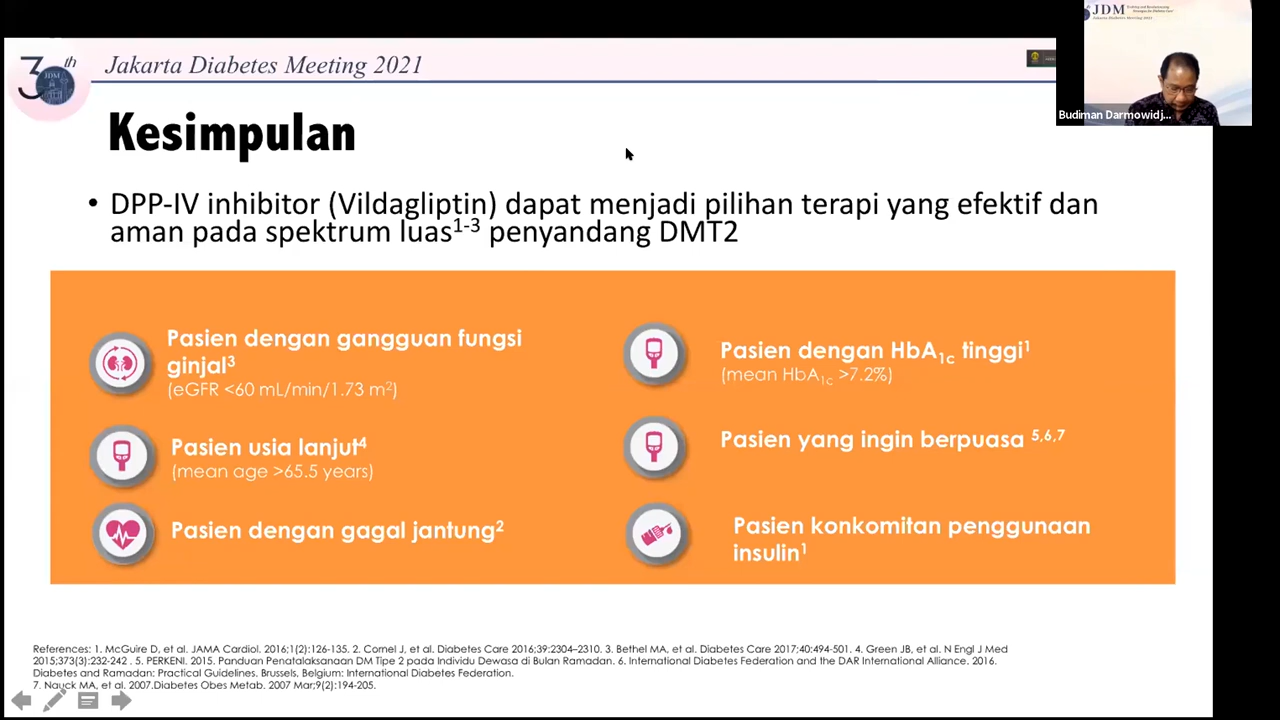 JDM
Jakarta Diabetes Meeting 2021
30th
JDM
Jakarta Diabetes Meeting 2021
Budiman Darmowidj...
Kesimpulan
• DPP-IV inhibitor (Vildagliptin) dapat menjadi pilihan terapi yang efektif dan
aman pada spektrum luas1-3 penyandang DMT2
Pasien dengan gangguan fungsi
ginjal3
(eGFR <60 mL/min/1.73 m2)
Pasien usia lanjut4
(mean age >65.5 years)
Pasien dengan gagal jantung2
Pasien dengan HbA1c tinggi1
(mean HbA1c >7.2%)
Pasien yang ingin berpuasa 5,6,7
Pasien konkomitan penggunaan
insulin1
References: 1. McGuire D, et al. JAMA Cardiol. 2016;1(2):126-135. 2. Cornel J, et al. Diabetes Care 2016;39:2304–2310. 3. Bethel MA, et al. Diabetes Care 2017;40:494-501. 4. Green JB, et al. N Engl J Med
2015;373(3):232-242 . 5. PERKENI. 2015. Panduan Penatalaksanaan DM Tipe 2 pada Individu Dewasa di Bulan Ramadan. 6. International Diabetes Federation and the DAR International Alliance. 2016.
Diabetes and Ramadan: Practical Guidelines. Brussels, Belgium: International Diabetes Federation.
7. Nauck MA, et al. 2007.Diabetes Obes Metab. 2007 Mar;9(2):194-205.